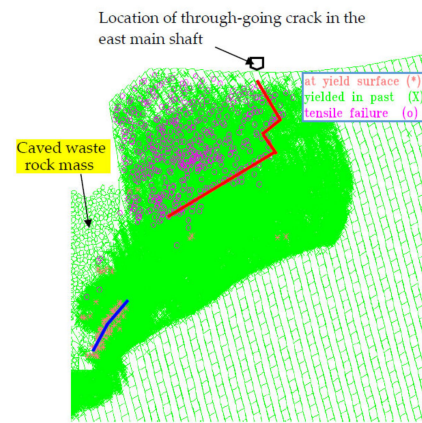 Location of through-going crack in the
east main shaft
at yield surface (*)
yielded in past (X)
tensile failure (o)
Caved waste
rock mass